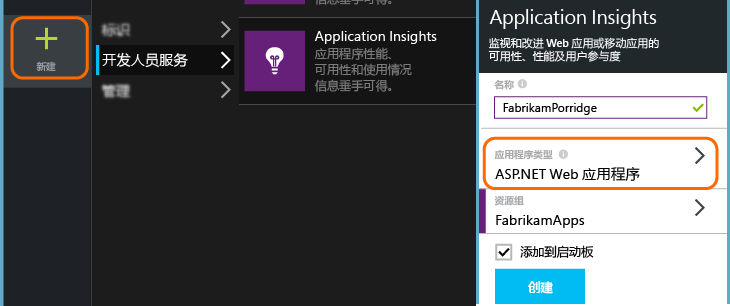 新建
标识
开发人员服务
管理
信息垂手可得。
Application Insights
应用程序性能、
可用性和使用情况
信息垂手可得。
Application Insights
监视和改进 Web 应用或移动应用的
可用性、性能及用户参与度
名称
FabrikamPorridge
应用程序类型
ASP.NET Web 应用程序
资源组
FabrikamApps
添加到启动板
创建